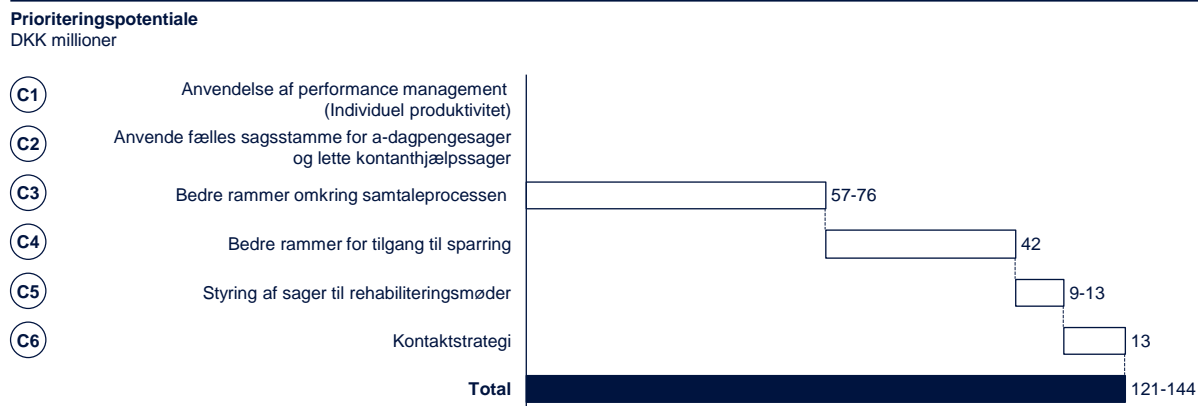 Prioriteringspotentiale
DKK millioner
C1
Anvendelse af performance management
(Individuel produktivitet)
C2
Anvende fælles sagsstamme for a-dagpengesager
og lette kontanthjælpssager
C3
Bedre rammer omkring samtaleprocessen
57-76
C4
Bedre rammer for tilgang til sparring
42
C5
Styring af sager til rehabiliteringsmøder
9-13
C6
Kontaktstrategi
13
Total
121-144